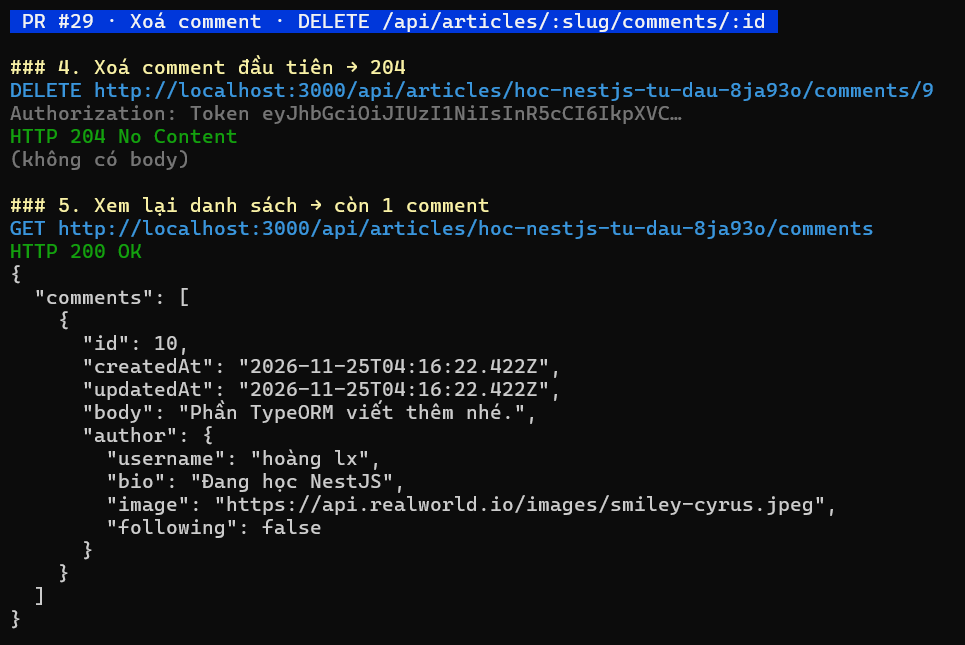 PR #29 · Xoá comment · DELETE /api/articles/:slug/comments/:id
### 4. Xoá comment đầu tiên → 204
DELETE http://localhost:3000/api/articles/hoc-nestjs-tu-dau-8ja93o/comments/9
Authorization: Token eyJhbGciOiJIUzI1NiIsInR5cCI6IkpXVC…
HTTP 204 No Content
(không có body)
### 5. Xem lại danh sách → còn 1 comment
GET http://localhost:3000/api/articles/hoc-nestjs-tu-dau-8ja93o/comments
HTTP 200 OK
{
  "comments": [
    {
      "id": 10,
      "createdAt": "2026-11-25T04:16:22.422Z",
      "updatedAt": "2026-11-25T04:16:22.422Z",
      "body": "Phần TypeORM viết thêm nhé.",
      "author": {
        "username": "hoàng lx",
        "bio": "Đang học NestJS",
        "image": "https://api.realworld.io/images/smiley-cyrus.jpeg",
        "following": false
      }
    }
  ]
}